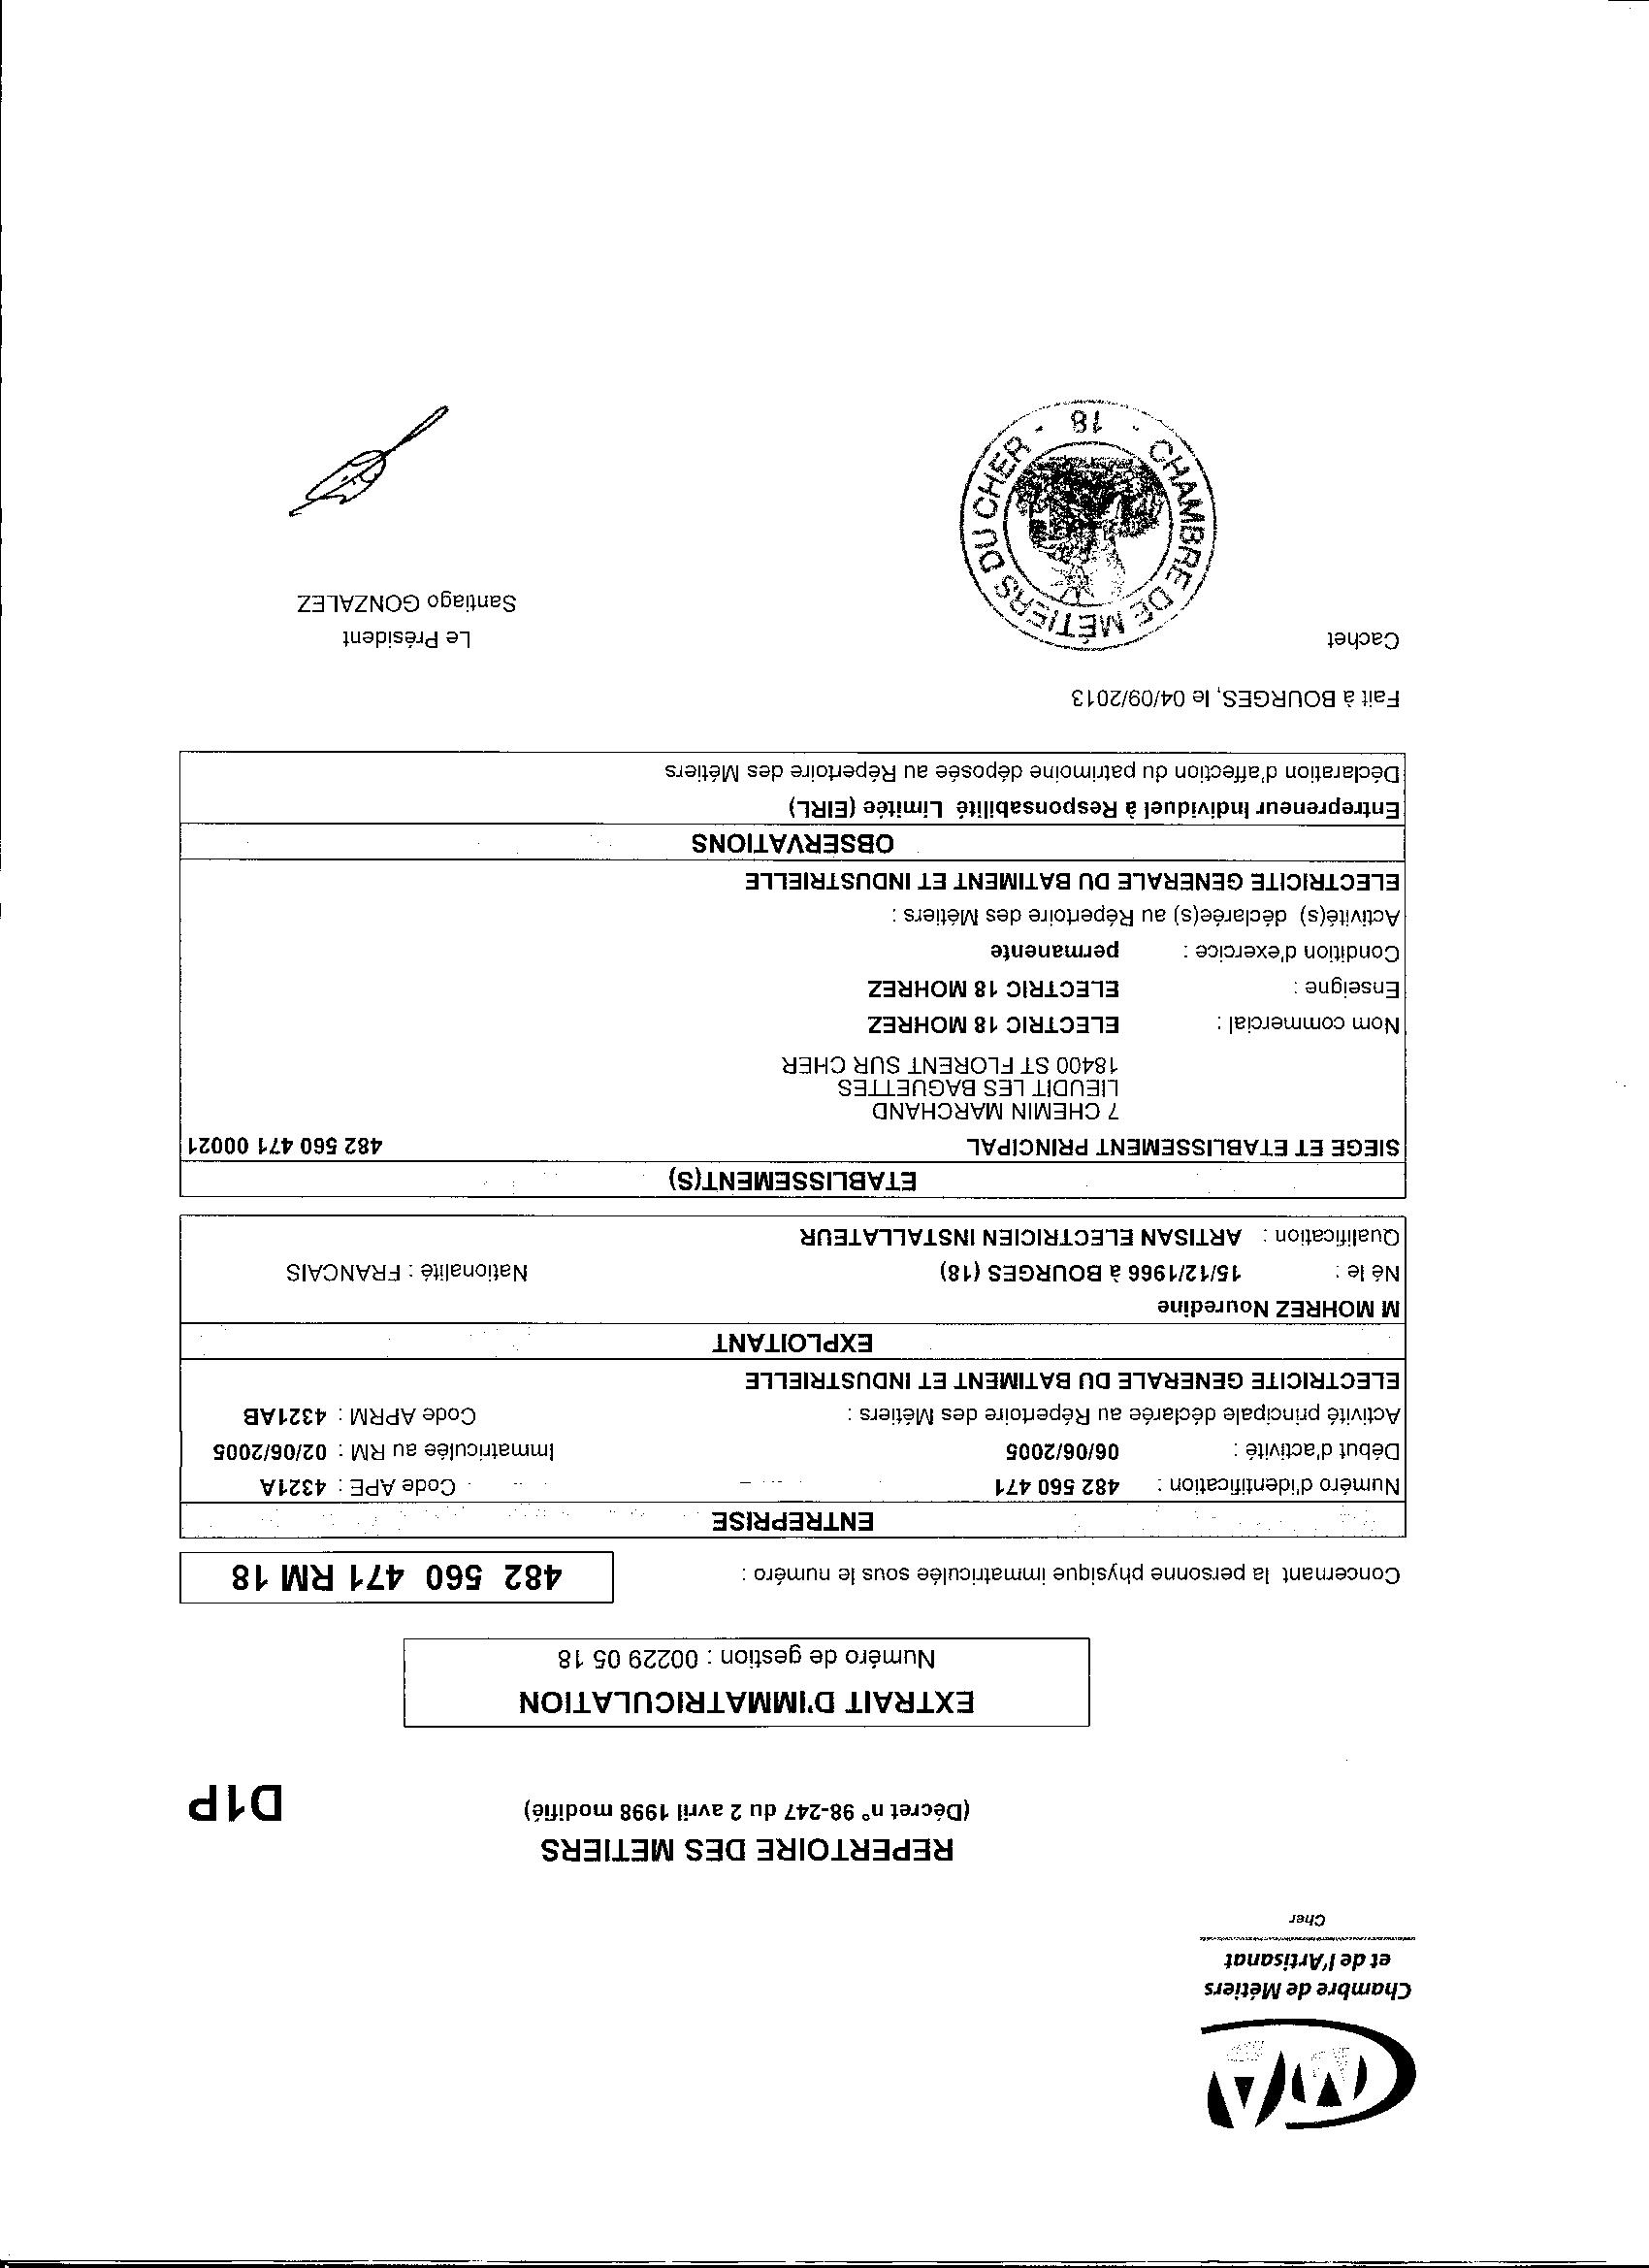 CMA
Chambre de Métiers
et de l'Artisanat
Cher
REPERTOIRE DES METIERS
(Décret n° 98-247 du 2 avril 1998 modifié)
D1P
EXTRAIT D'IMMATRICULATION
Numéro de gestion : 00229 05 18
Concernant la personne physique immatriculée sous le numéro : 482 560 471 RM 18
ENTREPRISE
Numéro d'identification : 482 560 471 Code APE : 4321A
Début d'activité : 06/06/2005 Immatriculée au RM : 02/06/2005
Activité principale déclarée au Répertoire des Métiers : Code APRM : 4321AB
ELECTRICITE GENERALE DU BATIMENT ET INDUSTRIELLE
EXPLOITANT
M MOHREZ Nouredine
Né le : 15/12/1966 à BOURGES (18) Nationalité : FRANCAIS
Qualification : ARTISAN ELECTRICIEN INSTALLATEUR
ETABLISSEMENT(S)
SIEGE ET ETABLISSEMENT PRINCIPAL 482 560 471 00021
7 CHEMIN MARCHAND
LIEUDIT LES BAGUETTES
18400 ST FLORENT SUR CHER
Nom commercial : ELECTRIC 18 MOHREZ
Enseigne : ELECTRIC 18 MOHREZ
Condition d'exercice : permanente
Activité(s) déclarée(s) au Répertoire des Métiers :
ELECTRICITE GENERALE DU BATIMENT ET INDUSTRIELLE
OBSERVATIONS
Entrepreneur Individuel à Responsabilité Limitée (EIRL)
Déclaration d'affection du patrimoine déposée au Répertoire des Métiers
Fait à BOURGES, le 04/09/2013
Cachet
Le Président
Santiago GONZALEZ
CHAMBRE DE MÉTIERS DU CHER
- 18 -